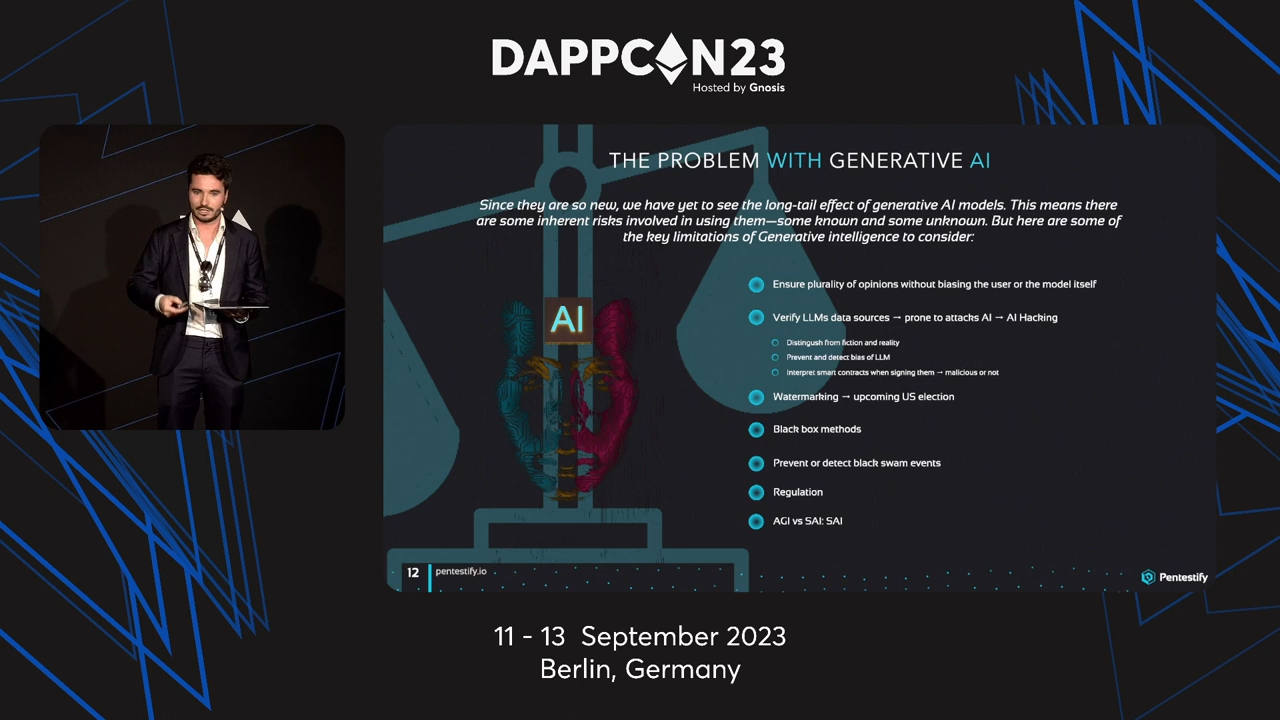 DAPPCON23
Hosted by Gnosis
THE PROBLEM WITH GENERATIVE AI
Since they are so new, we have yet to see the long-tail effect of generative AI models. This means there
are some inherent risks involved in using them—some known and some unknown. But here are some of
the key limitations of Generative intelligence to consider:
AI
Ensure plurality of opinions without biasing the user or the model itself
Verify LLMs data sources → prone to attacks AI → AI Hacking
Distingush from fiction and reality
Prevent and detect bias of LLM
Interpret smart contracts when signing them → malicious or not
Watermarking → upcoming US election
Black box methods
Prevent or detect black swam events
Regulation
AGI vs SAI: SAI
12
pentestify.io
Pentestify
11 - 13 September 2023
Berlin, Germany